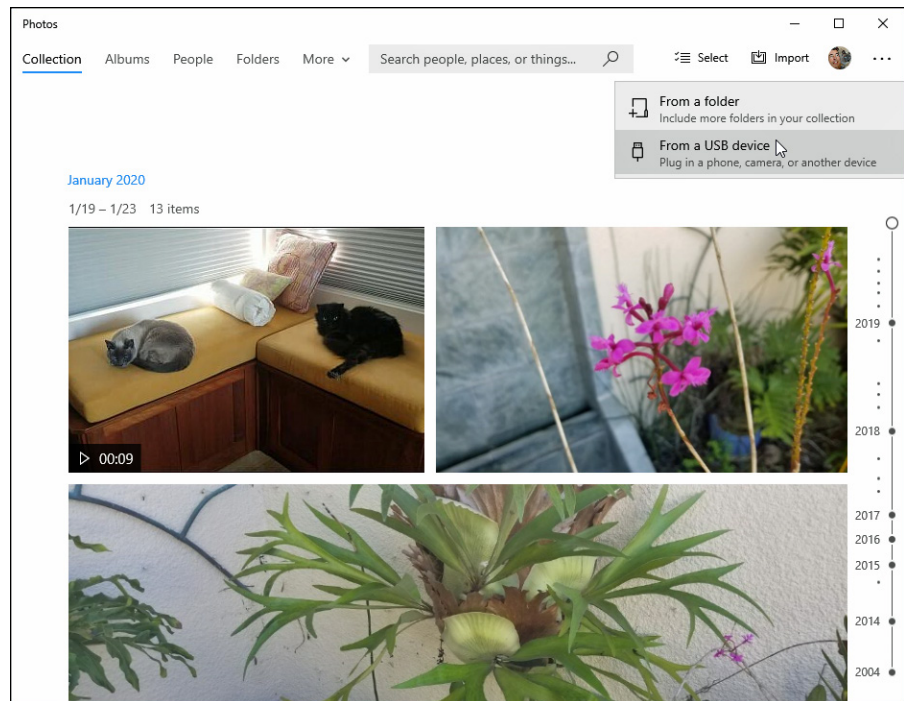 Photos
Collection Albums People Folders More Search people, places, or things... Select Import
From a folder
Include more folders in your collection
From a USB device
Plug in a phone, camera, or another device
January 2020
1/19 – 1/23 13 items
00:09
2019
2018
2017
2016
2015
2014
2004